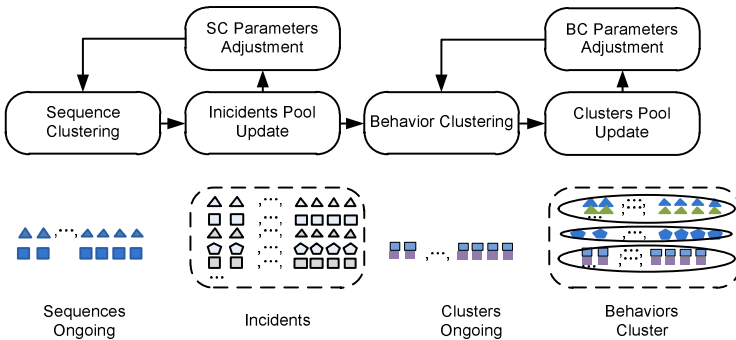 SC Parameters
Adjustment
BC Parameters
Adjustment
Sequence
Clustering
Inicidents Pool
Update
Behavior Clustering
Clusters Pool
Update
Sequences
Ongoing
Incidents
Clusters
Ongoing
Behaviors
Cluster